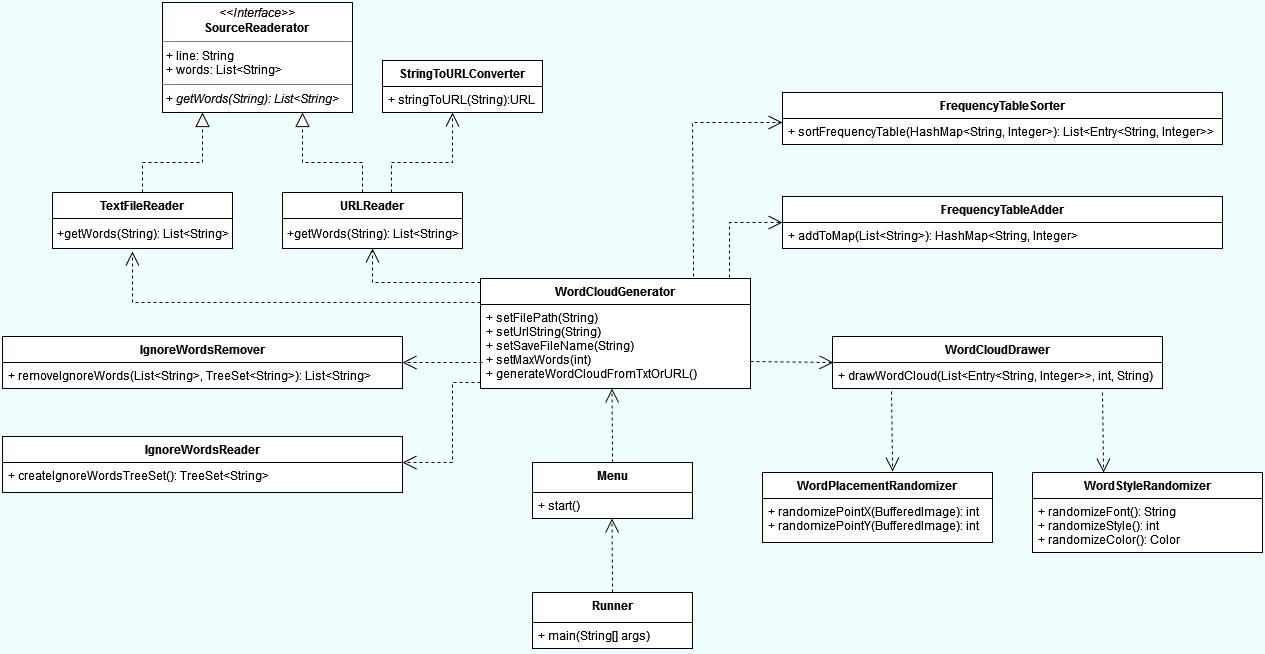 <<Interface>>
SourceReaderator
+ line: String
+ words: List<String>
+ getWords(String): List<String>
StringToURLConverter
+ stringToURL(String):URL
FrequencyTableSorter
+ sortFrequencyTable(HashMap<String, Integer>): List<Entry<String, Integer>>
TextFileReader
+getWords(String): List<String>
URLReader
+getWords(String): List<String>
FrequencyTableAdder
+ addToMap(List<String>): HashMap<String, Integer>
WordCloudGenerator
+ setFilePath(String)
+ setUrlString(String)
+ setSaveFileName(String)
+ setMaxWords(int)
+ generateWordCloudFromTxtOrURL()
IgnoreWordsRemover
+ removeIgnoreWords(List<String>, TreeSet<String>): List<String>
WordCloudDrawer
+ drawWordCloud(List<Entry<String, Integer>>, int, String)
IgnoreWordsReader
+ createIgnoreWordsTreeSet(): TreeSet<String>
Menu
+ start()
WordPlacementRandomizer
+ randomizePointX(BufferedImage): int
+ randomizePointY(BufferedImage): int
WordStyleRandomizer
+ randomizeFont(): String
+ randomizeStyle(): int
+ randomizeColor(): Color
Runner
+ main(String[] args)